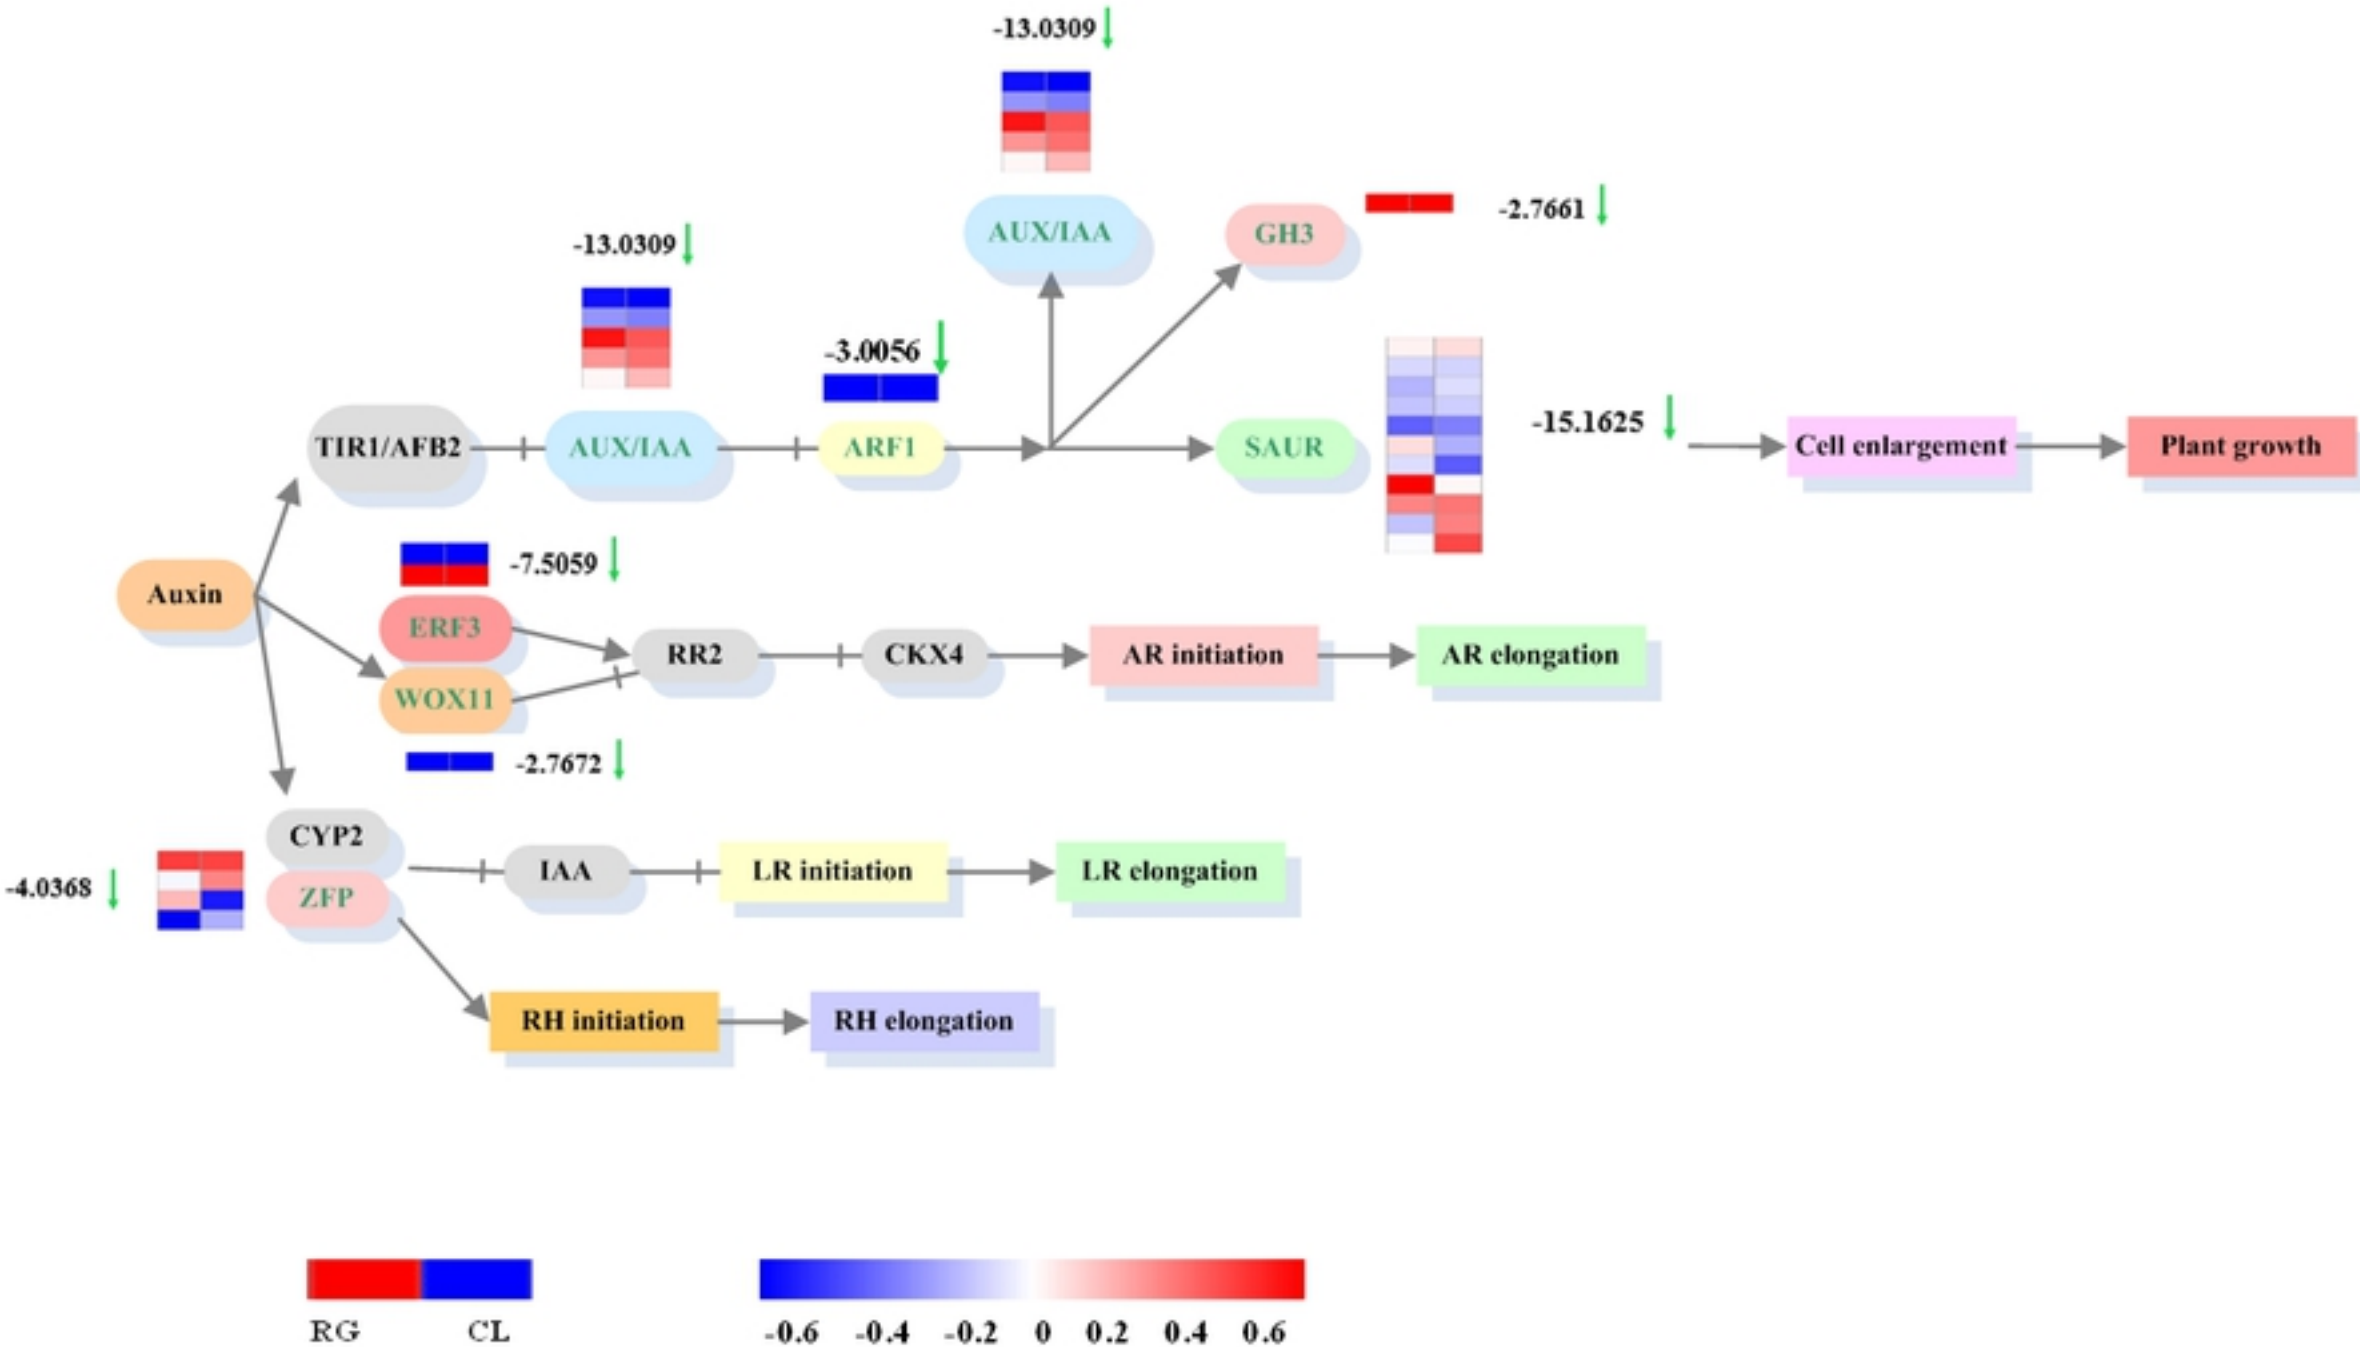 -13.0309
-2.7661
AUX/IAA
GH3
-13.0309
-3.0056
-15.1625
TIR1/AFB2
AUX/IAA
ARF1
SAUR
Cell enlargement
Plant growth
-7.5059
Auxin
ERF3
RR2
CKX4
AR initiation
AR elongation
WOX11
-2.7672
CYP2
-4.0368
ZFP
IAA
LR initiation
LR elongation
RH initiation
RH elongation
RG CL
-0.6 -0.4 -0.2 0 0.2 0.4 0.6